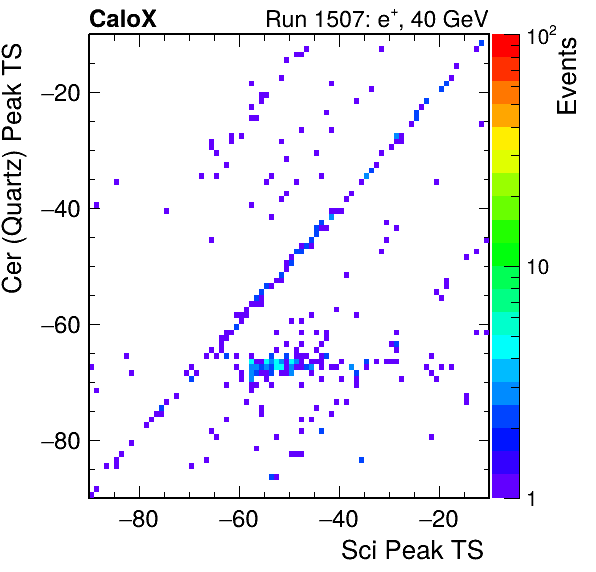 CaloX Run 1507: e⁺, 40 GeV
Cer (Quartz) Peak TS
−20
−40
−60
−80
−80 −60 −40 −20
Sci Peak TS
10²
10
1
Events